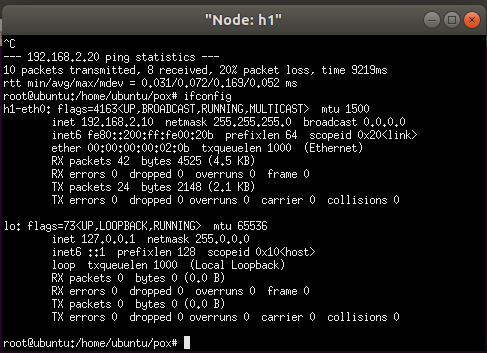 "Node: h1"
^C
--- 192.168.2.20 ping statistics ---
10 packets transmitted, 8 received, 20% packet loss, time 9219ms
rtt min/avg/max/mdev = 0.031/0.072/0.169/0.052 ms
root@ubuntu:/home/ubuntu/pox# ifconfig
h1-eth0: flags=4163<UP,BROADCAST,RUNNING,MULTICAST>  mtu 1500
        inet 192.168.2.10  netmask 255.255.255.0  broadcast 0.0.0.0
        inet6 fe80::200:ff:fe00:20b  prefixlen 64  scopeid 0x20<link>
        ether 00:00:00:00:02:0b  txqueuelen 1000  (Ethernet)
        RX packets 42  bytes 4525 (4.5 KB)
        RX errors 0  dropped 0  overruns 0  frame 0
        TX packets 24  bytes 2148 (2.1 KB)
        TX errors 0  dropped 0 overruns 0  carrier 0  collisions 0
lo: flags=73<UP,LOOPBACK,RUNNING>  mtu 65536
        inet 127.0.0.1  netmask 255.0.0.0
        inet6 ::1  prefixlen 128  scopeid 0x10<host>
        loop  txqueuelen 1000  (Local Loopback)
        RX packets 0  bytes 0 (0.0 B)
        RX errors 0  dropped 0  overruns 0  frame 0
        TX packets 0  bytes 0 (0.0 B)
        TX errors 0  dropped 0 overruns 0  carrier 0  collisions 0
root@ubuntu:/home/ubuntu/pox#